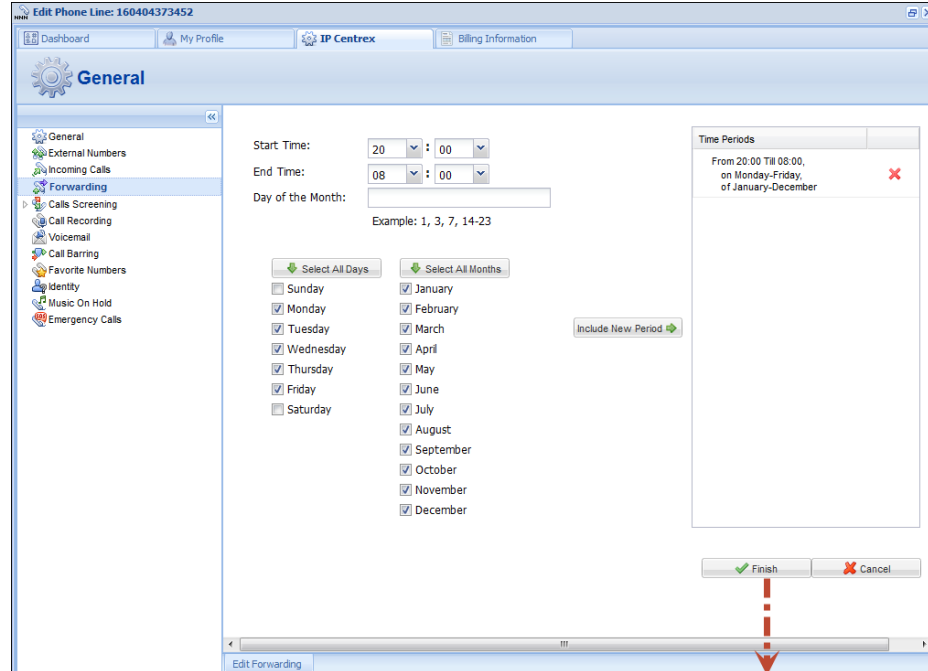 Edit Phone Line: 160404373452
Dashboard
My Profile
IP Centrex
Billing Information
General
General
External Numbers
Incoming Calls
Forwarding
Calls Screening
Call Recording
Voicemail
Call Barring
Favorite Numbers
Identity
Music On Hold
Emergency Calls
Start Time: 20 : 00
End Time: 08 : 00
Day of the Month:
Example: 1, 3, 7, 14-23
Select All Days
Sunday
Monday
Tuesday
Wednesday
Thursday
Friday
Saturday
Select All Months
January
February
March
April
May
June
July
August
September
October
November
December
Include New Period
Time Periods
From 20:00 Till 08:00,
on Monday-Friday,
of January-December
Finish
Cancel
Edit Forwarding